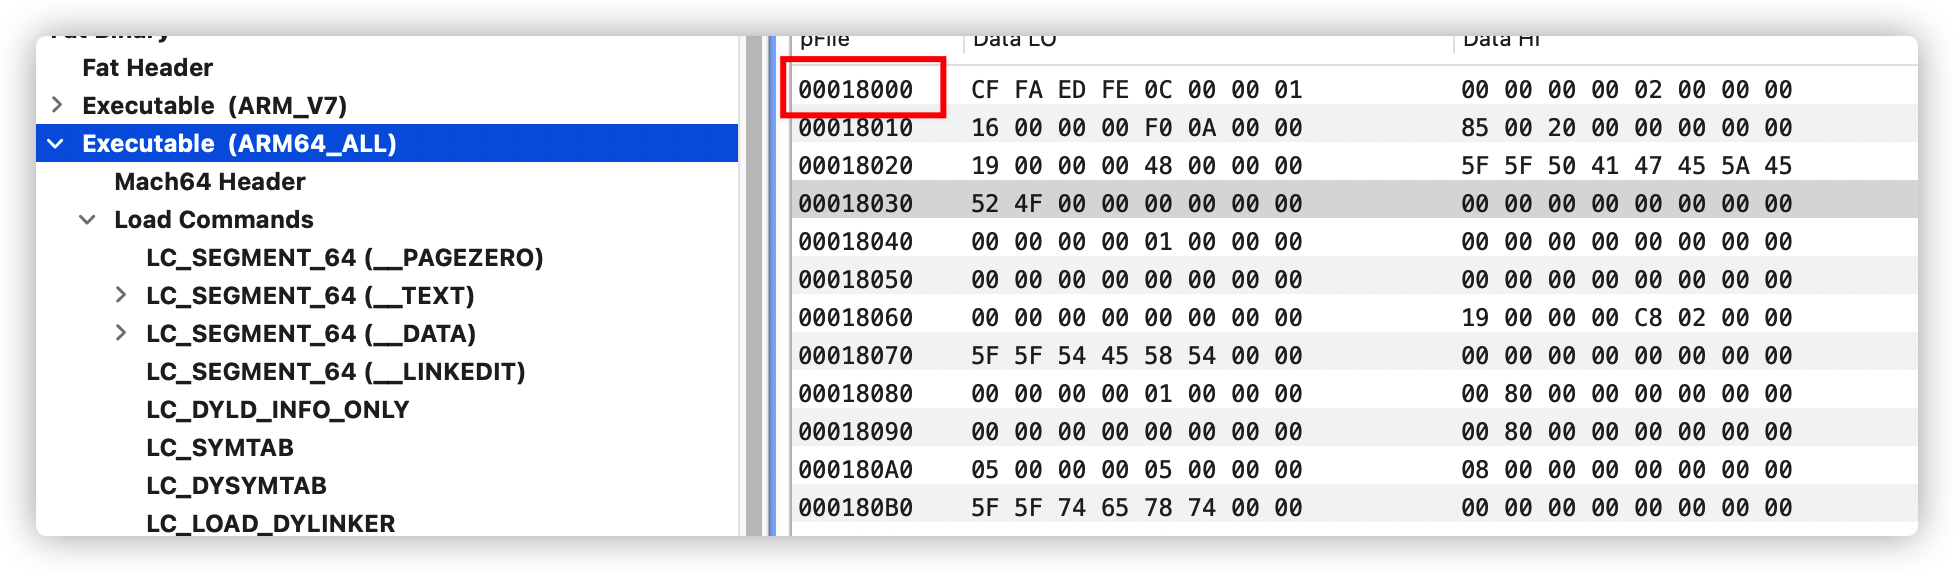 Fat Binary
Fat Header
Executable (ARM_V7)
Executable (ARM64_ALL)
Mach64 Header
Load Commands
LC_SEGMENT_64 (__PAGEZERO)
LC_SEGMENT_64 (__TEXT)
LC_SEGMENT_64 (__DATA)
LC_SEGMENT_64 (__LINKEDIT)
LC_DYLD_INFO_ONLY
LC_SYMTAB
LC_DYSYMTAB
LC_LOAD_DYLINKER
pFile Data LO Data HI
00018000 CF FA ED FE 0C 00 00 01 00 00 00 00 02 00 00 00
00018010 16 00 00 00 F0 0A 00 00 85 00 20 00 00 00 00 00
00018020 19 00 00 00 48 00 00 00 5F 5F 50 41 47 45 5A 45
00018030 52 4F 00 00 00 00 00 00 00 00 00 00 00 00 00 00
00018040 00 00 00 00 01 00 00 00 00 00 00 00 00 00 00 00
00018050 00 00 00 00 00 00 00 00 00 00 00 00 00 00 00 00
00018060 00 00 00 00 00 00 00 00 19 00 00 00 C8 02 00 00
00018070 5F 5F 54 45 58 54 00 00 00 00 00 00 00 00 00 00
00018080 00 00 00 00 01 00 00 00 00 80 00 00 00 00 00 00
00018090 00 00 00 00 00 00 00 00 00 80 00 00 00 00 00 00
000180A0 05 00 00 00 05 00 00 00 08 00 00 00 00 00 00 00
000180B0 5F 5F 74 65 78 74 00 00 00 00 00 00 00 00 00 00